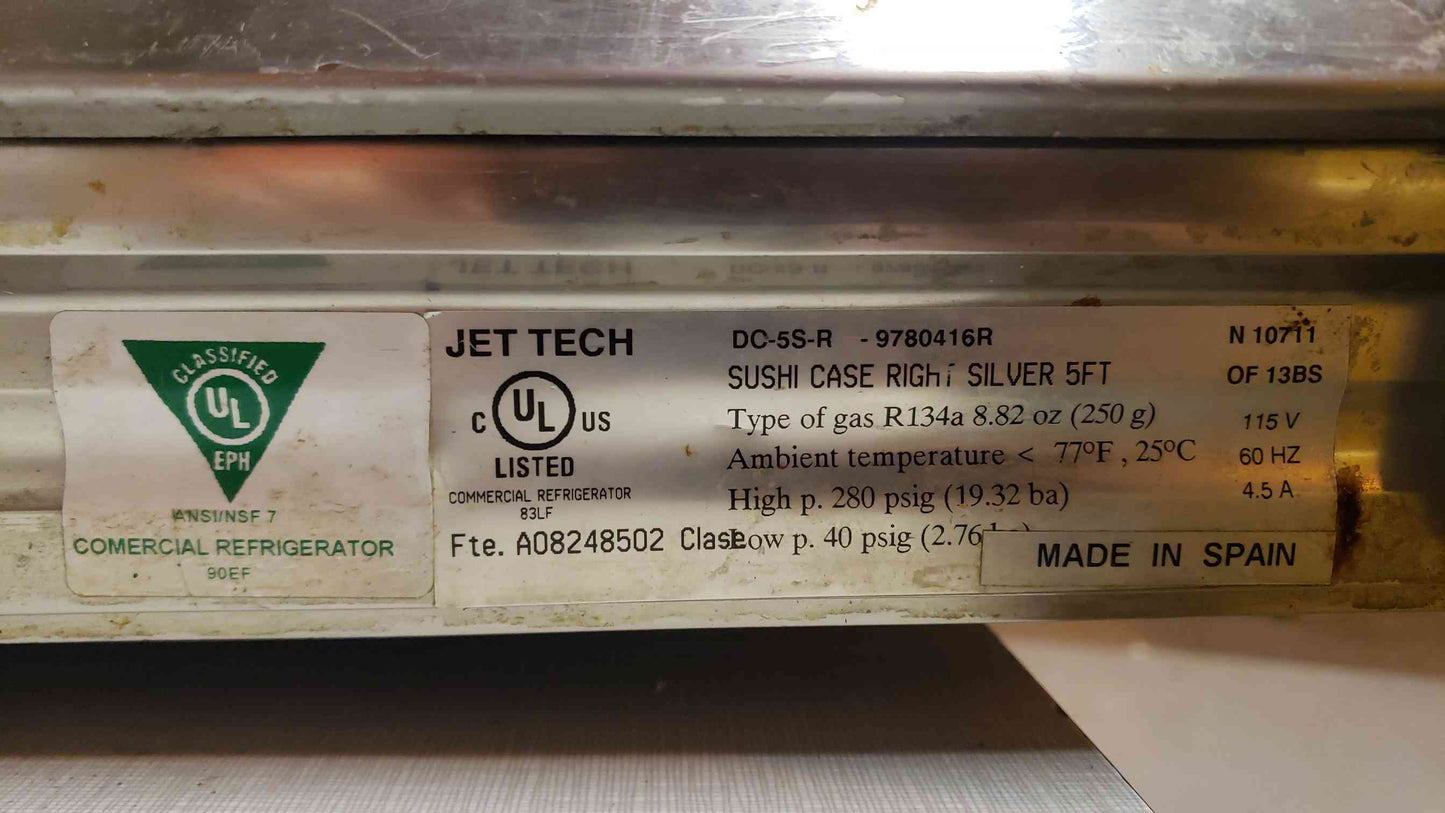 CLASSIFIED
UL
EPH
ANSI/NSF 7
COMERCIAL REFRIGERATOR
90EF
JET TECH
C UL US
LISTED
COMMERCIAL REFRIGERATOR
83LF
Fte. A08248502 Clase
DC-5S-R - 9780416R
SUSHI CASE RIGhT SILVER 5FT
Type of gas R134a 8.82 oz (250 g)
Ambient temperature < 77ºF , 25ºC
High p. 280 psig (19.32 ba)
Low p. 40 psig (2.76
N 10711
OF 13BS
115 V
60 HZ
4.5 A
MADE IN SPAIN